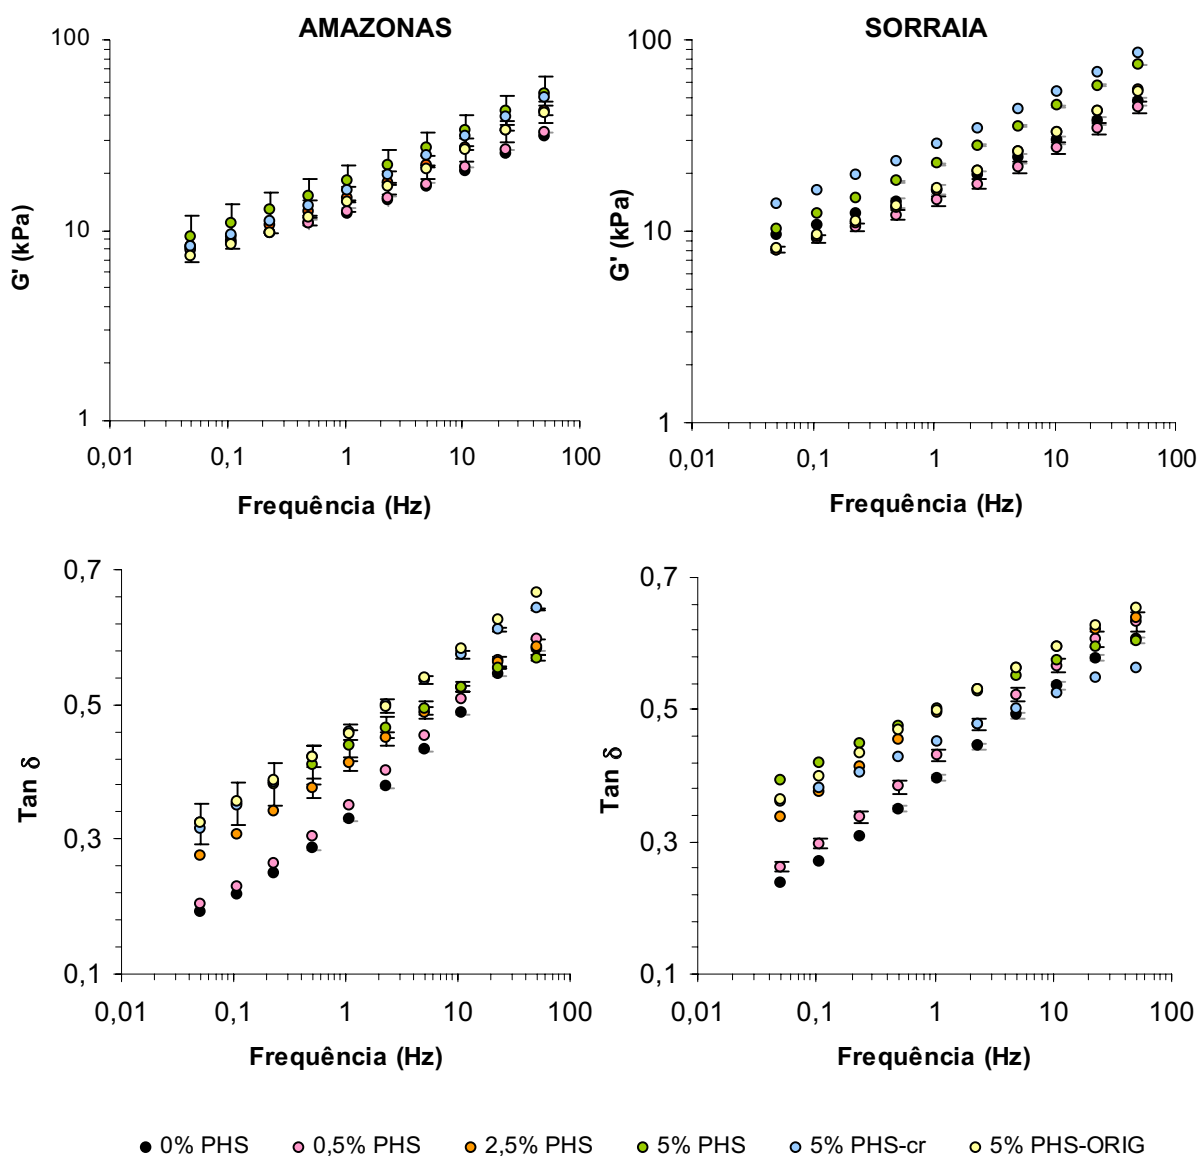 AMAZONAS
100
10
1
G' (kPa)
0,01 0,1 1 10 100
Frequência (Hz)
SORRAIA
100
10
1
G' (kPa)
0,01 0,1 1 10 100
Frequência (Hz)
0,7
0,5
0,3
0,1
Tan δ
0,01 0,1 1 10 100
Frequência (Hz)
0,7
0,5
0,3
0,1
Tan δ
0,01 0,1 1 10 100
Frequência (Hz)
0% PHS 0,5% PHS 2,5% PHS 5% PHS 5% PHS-cr 5% PHS-ORIG